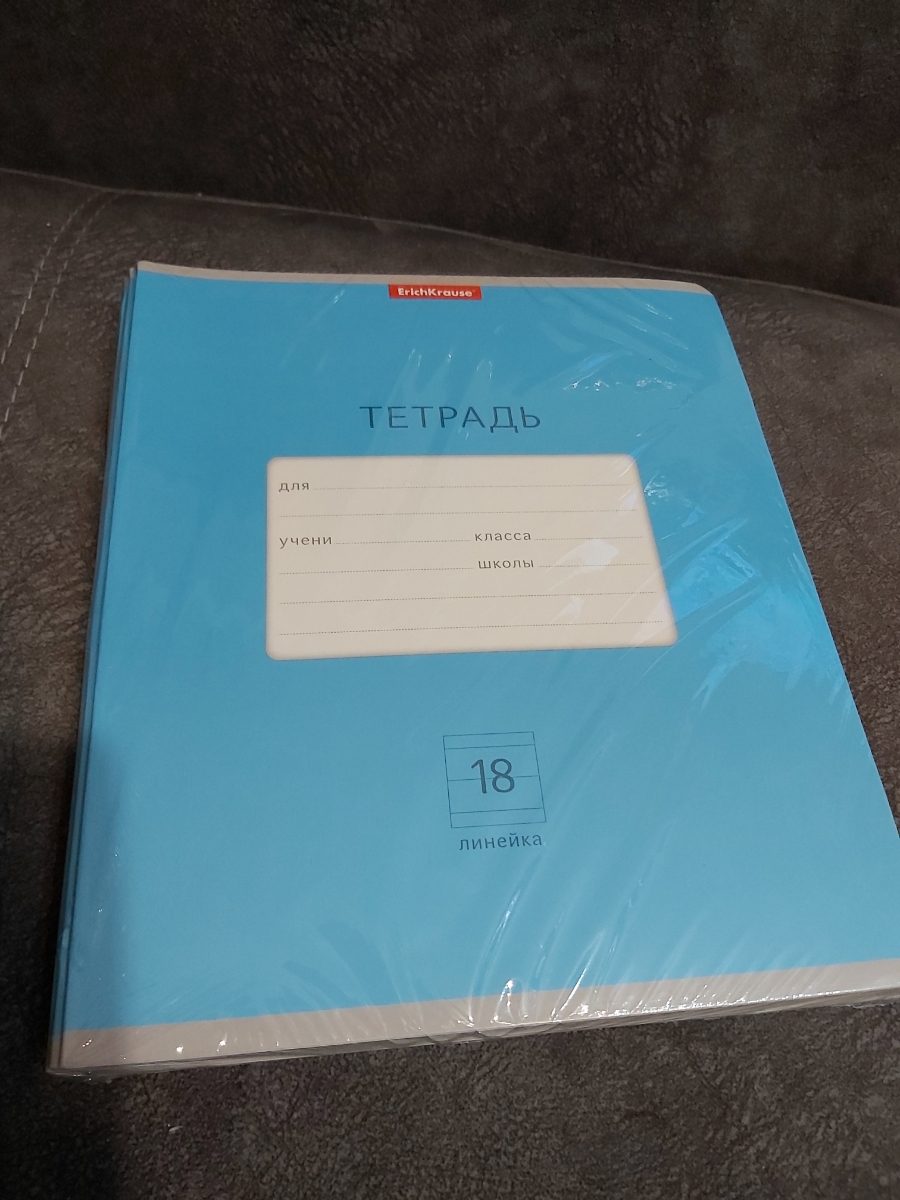 ErichKrause
ТЕТРАДЬ
для
учени класса
школы
18
линейка